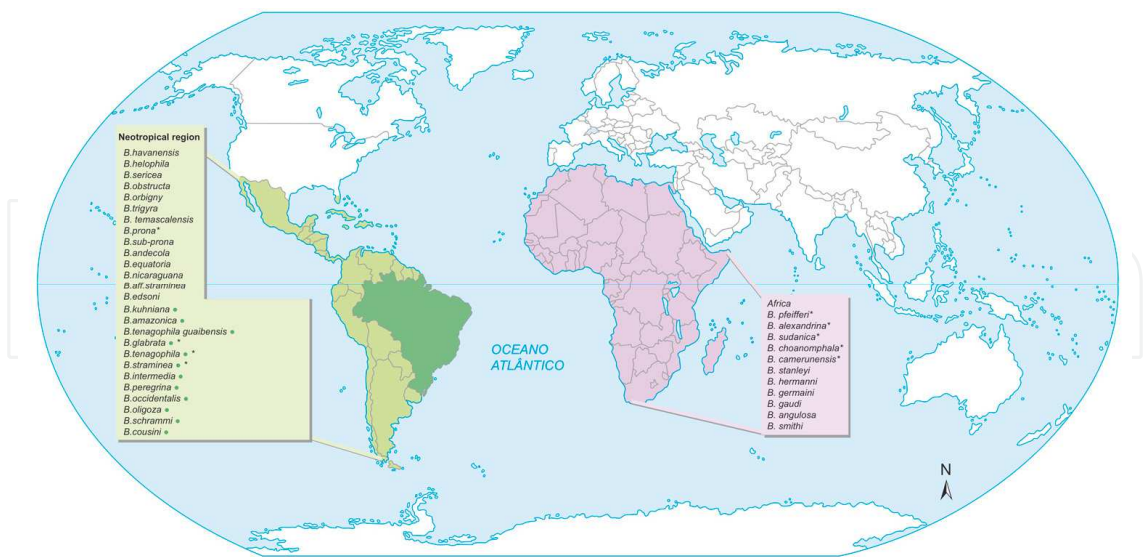 Neotropical region
B.havanensis
B.helophila
B.sericea
B.obstructa
B.orbigny
B.trigyra
B. temascalensis
B.prona*
B.sub-prona
B.andecola
B.equatoria
B.nicaraguana
B.aff.straminea
B.edsoni
B.kuhniana •
B.amazonica •
B.tenagophila guaibensis •
B.glabrata • *
B.tenagophila • *
B.straminea • *
B.intermedia •
B.peregrina •
B.occidentalis •
B.oligoza •
B.schrammi •
B.cousini •
OCEANO
ATLÂNTICO
Africa
B. pfeifferi*
B. alexandrina*
B. sudanica*
B. choanomphala*
B. camerunensis*
B. stanleyi
B. hermanni
B. germaini
B. gaudi
B. angulosa
B. smithi
N